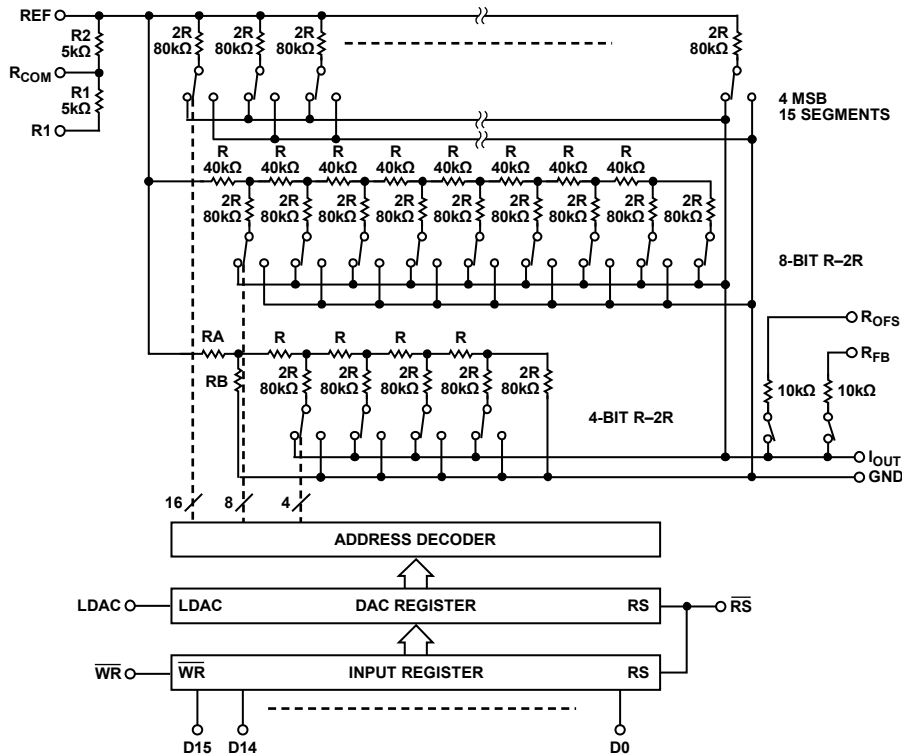 REF
R2
5kΩ
RCOM
R1
5kΩ
R1
2R
80kΩ
2R
80kΩ
2R
80kΩ
2R
80kΩ
4 MSB
15 SEGMENTS
R
40kΩ
R
40kΩ
R
40kΩ
R
40kΩ
R
40kΩ
R
40kΩ
R
40kΩ
R
40kΩ
2R
80kΩ
2R
80kΩ
2R
80kΩ
2R
80kΩ
2R
80kΩ
2R
80kΩ
2R
80kΩ
2R
80kΩ
2R
80kΩ
8-BIT R–2R
RA
RB
R
R
R
R
2R
80kΩ
2R
80kΩ
2R
80kΩ
2R
80kΩ
2R
80kΩ
4-BIT R–2R
ROFS
RFB
10kΩ
10kΩ
IOUT
GND
16
8
4
ADDRESS DECODER
LDAC
LDAC
DAC REGISTER
RS
RS
WR
WR
INPUT REGISTER
RS
D15
D14
D0